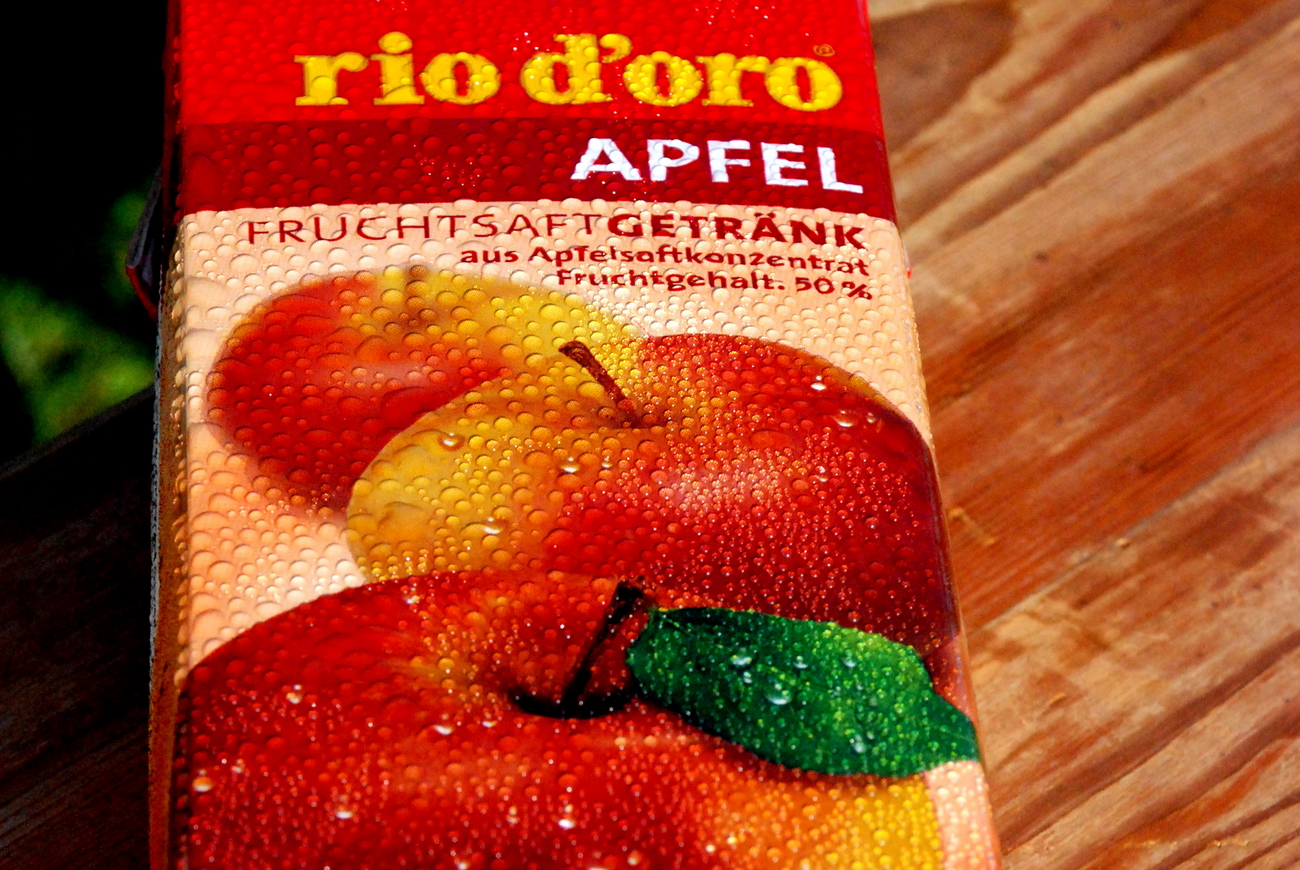 rio d'oro®
APFEL
FRUCHTSAFTGETRÄNK
aus Apfelsaftkonzentrat
Fruchtgehalt: 50 %